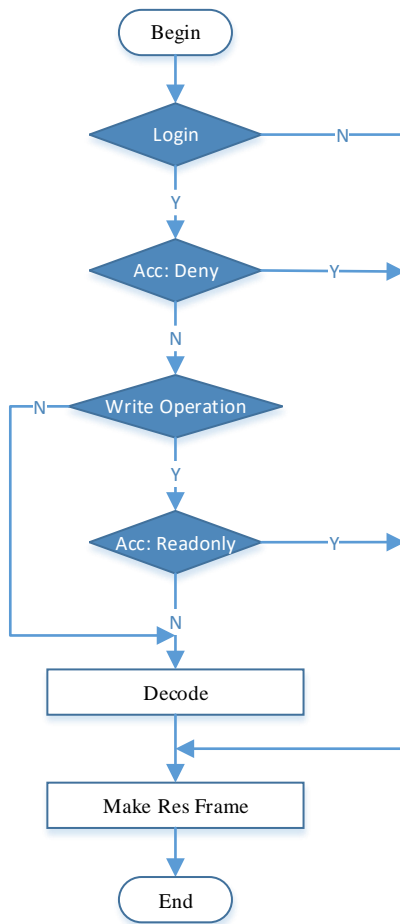 Begin
Login
N
Y
Acc: Deny
Y
N
N
Write Operation
Y
Acc: Readonly
Y
N
Decode
Make Res Frame
End